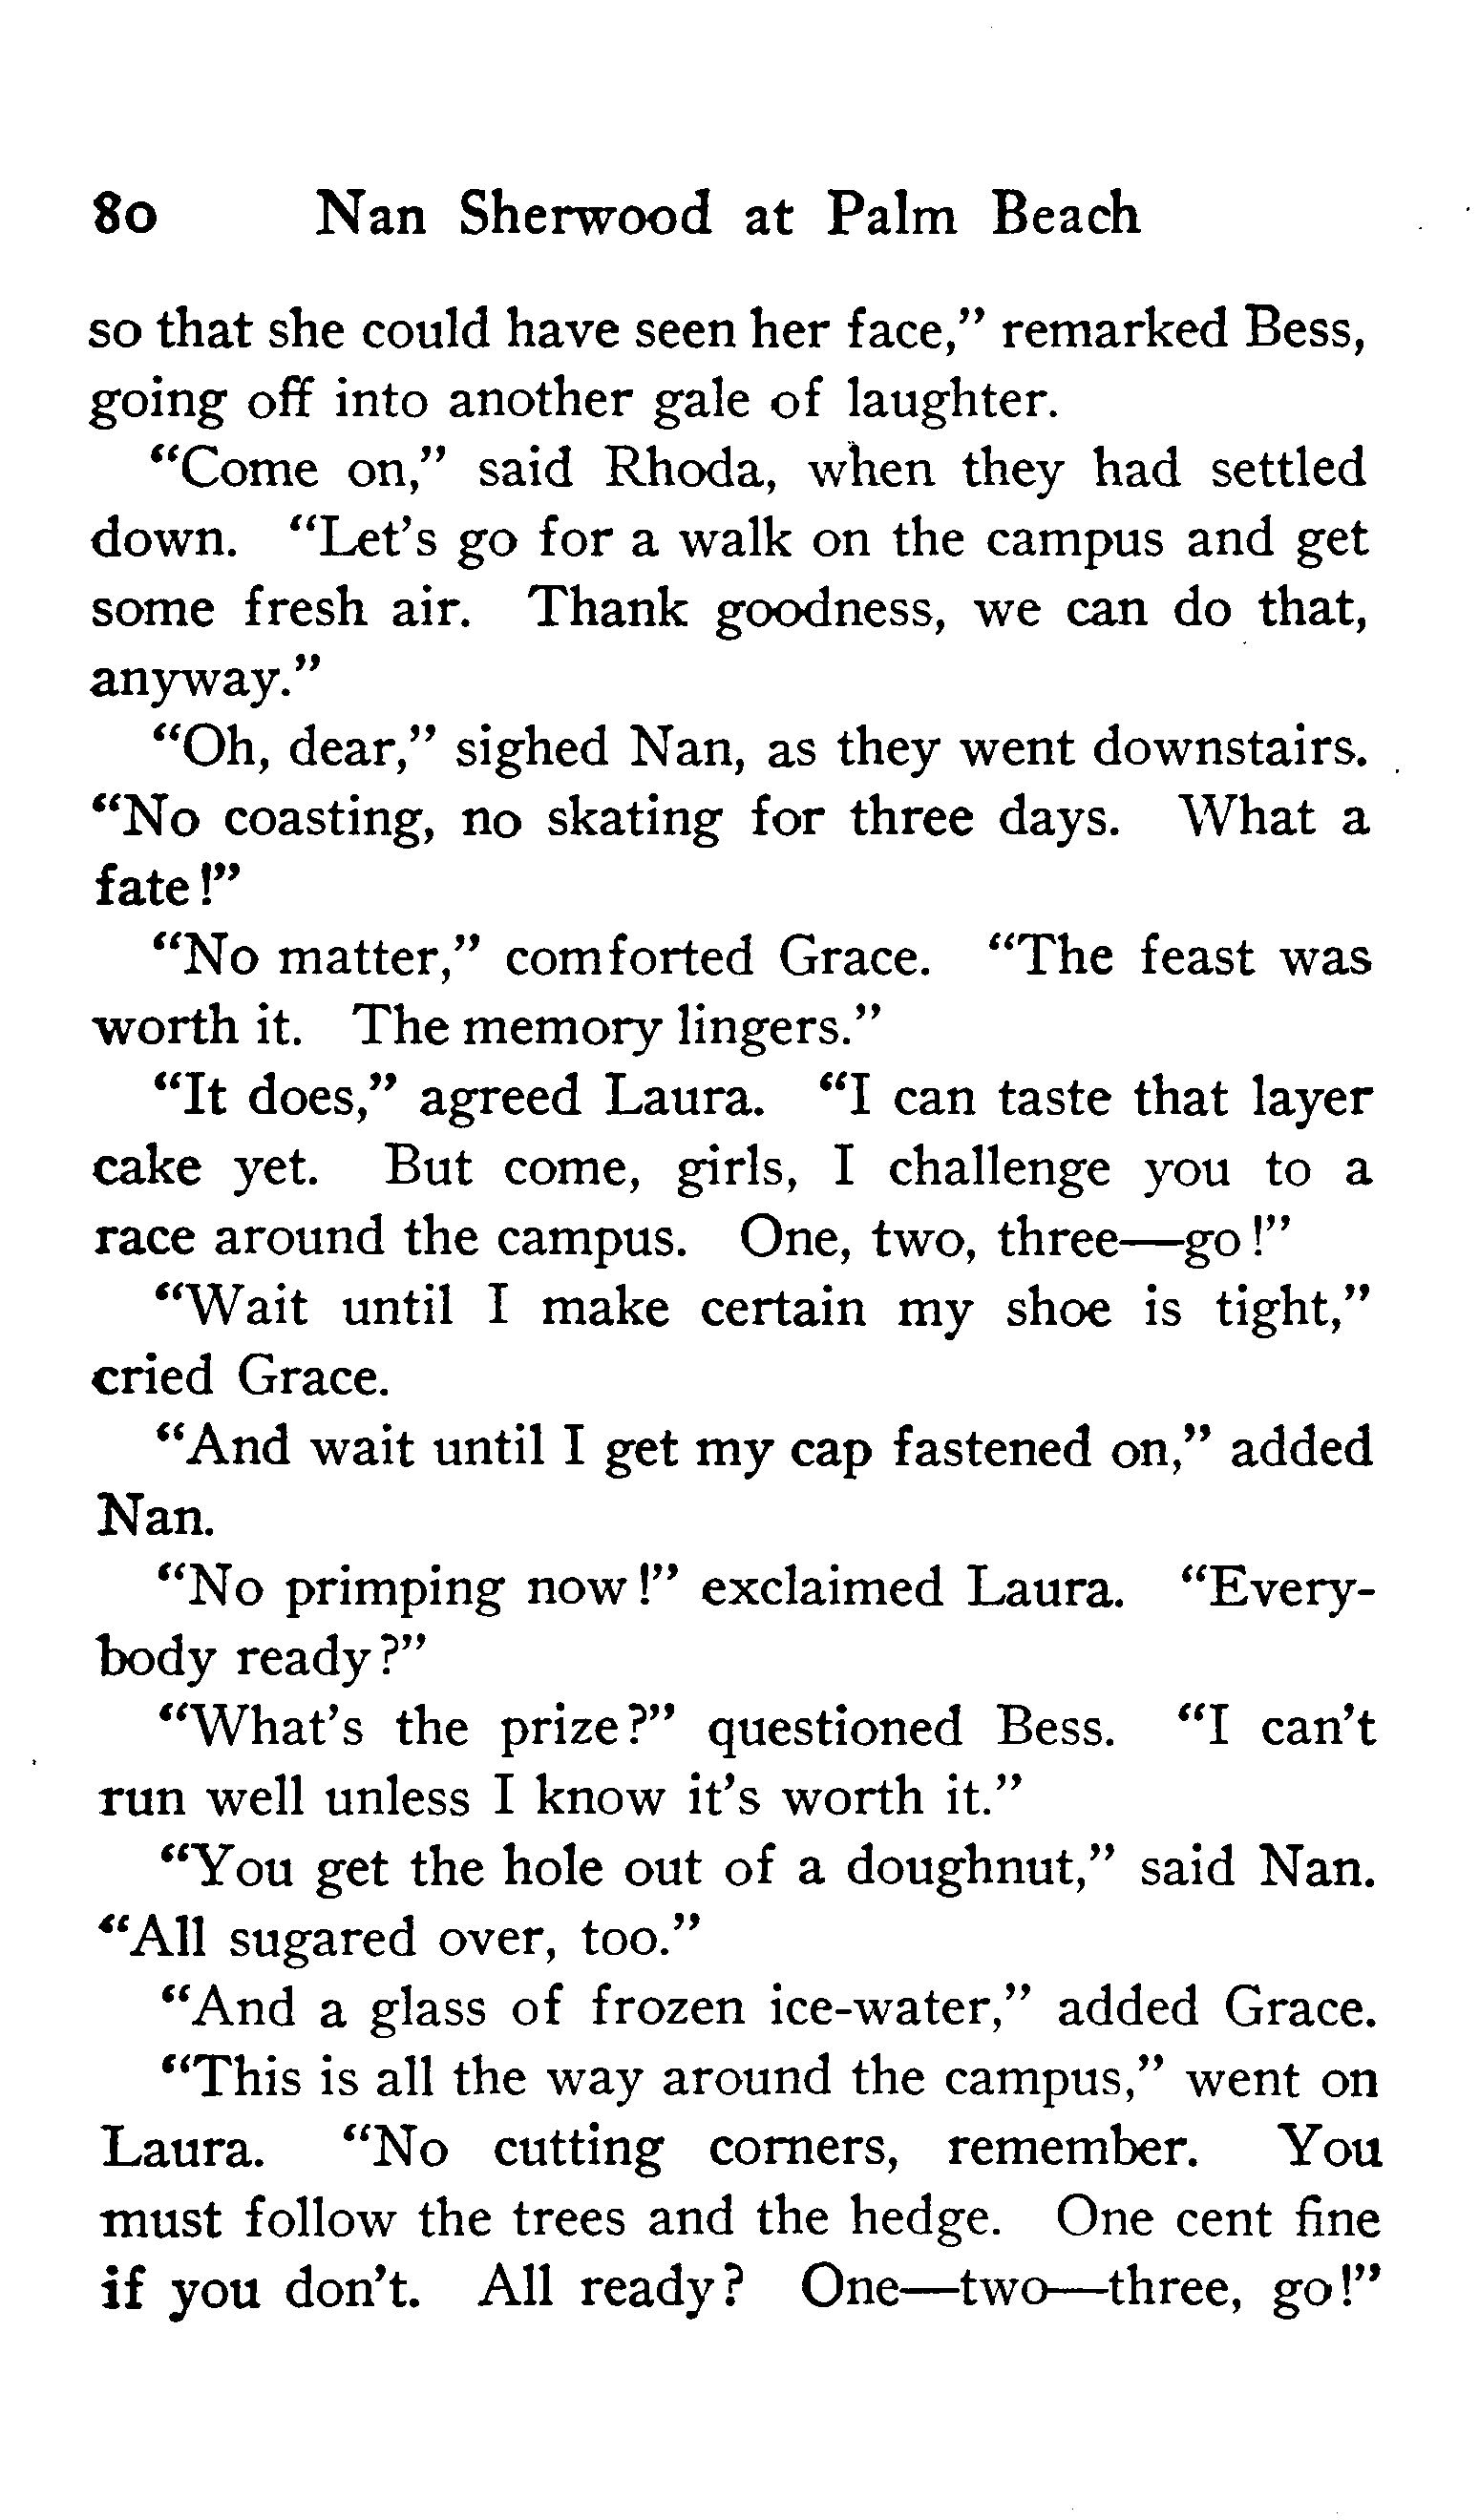 80 Nan Sherwood at Palm Beach
so that she could have seen her face,” remarked Bess,
going off into another gale of laughter.
“Come on,” said Rhoda, when they had settled
down. “Let’s go for a walk on the campus and get
some fresh air. Thank goodness, we can do that,
anyway.”
“Oh, dear,” sighed Nan, as they went downstairs.
“No coasting, no skating for three days. What a
fate!”
“No matter,” comforted Grace. “The feast was
worth it. The memory lingers.”
“It does,” agreed Laura. “I can taste that layer
cake yet. But come, girls, I challenge you to a
race around the campus. One, two, three—go!”
“Wait until I make certain my shoe is tight,”
cried Grace.
“And wait until I get my cap fastened on,” added
Nan.
“No primping now!” exclaimed Laura. “Every-
body ready?”
“What’s the prize?” questioned Bess. “I can’t
run well unless I know it’s worth it.”
“You get the hole out of a doughnut,” said Nan.
“All sugared over, too.”
“And a glass of frozen ice-water,” added Grace.
“This is all the way around the campus,” went on
Laura. “No cutting corners, remember. You
must follow the trees and the hedge. One cent fine
if you don’t. All ready? One—two—three, go!”